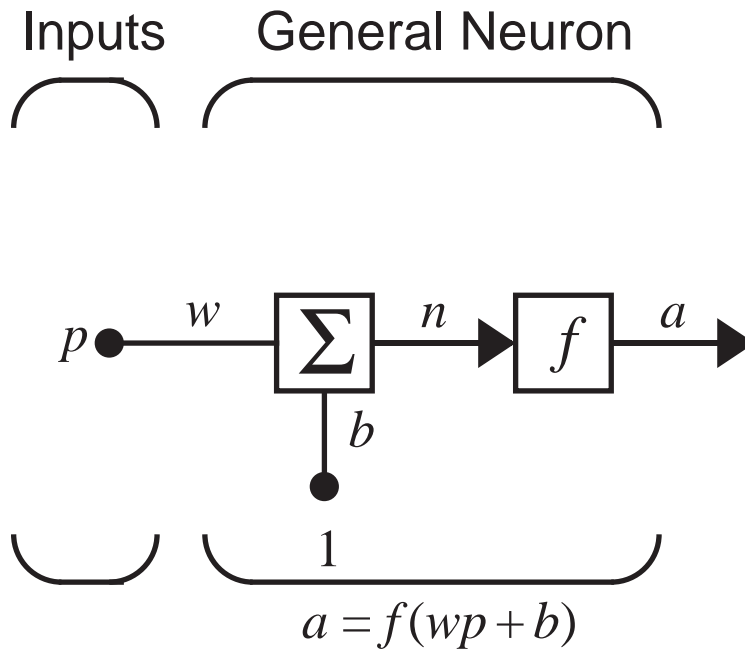 Inputs General Neuron
p w Σ n f a
b
1
a = f(wp + b)